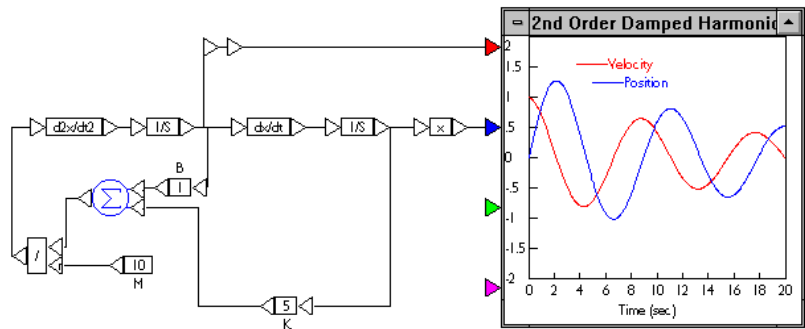 2nd Order Damped Harmonic
Velocity
Position
2
1.5
1
.5
0
-.5
-1
-1.5
-2
0 2 4 6 8 10 12 14 16 18 20
Time (sec)
d2x/dt2
1/S
dx/dt
1/S
x
B
1
Σ
/
10
M
5
K